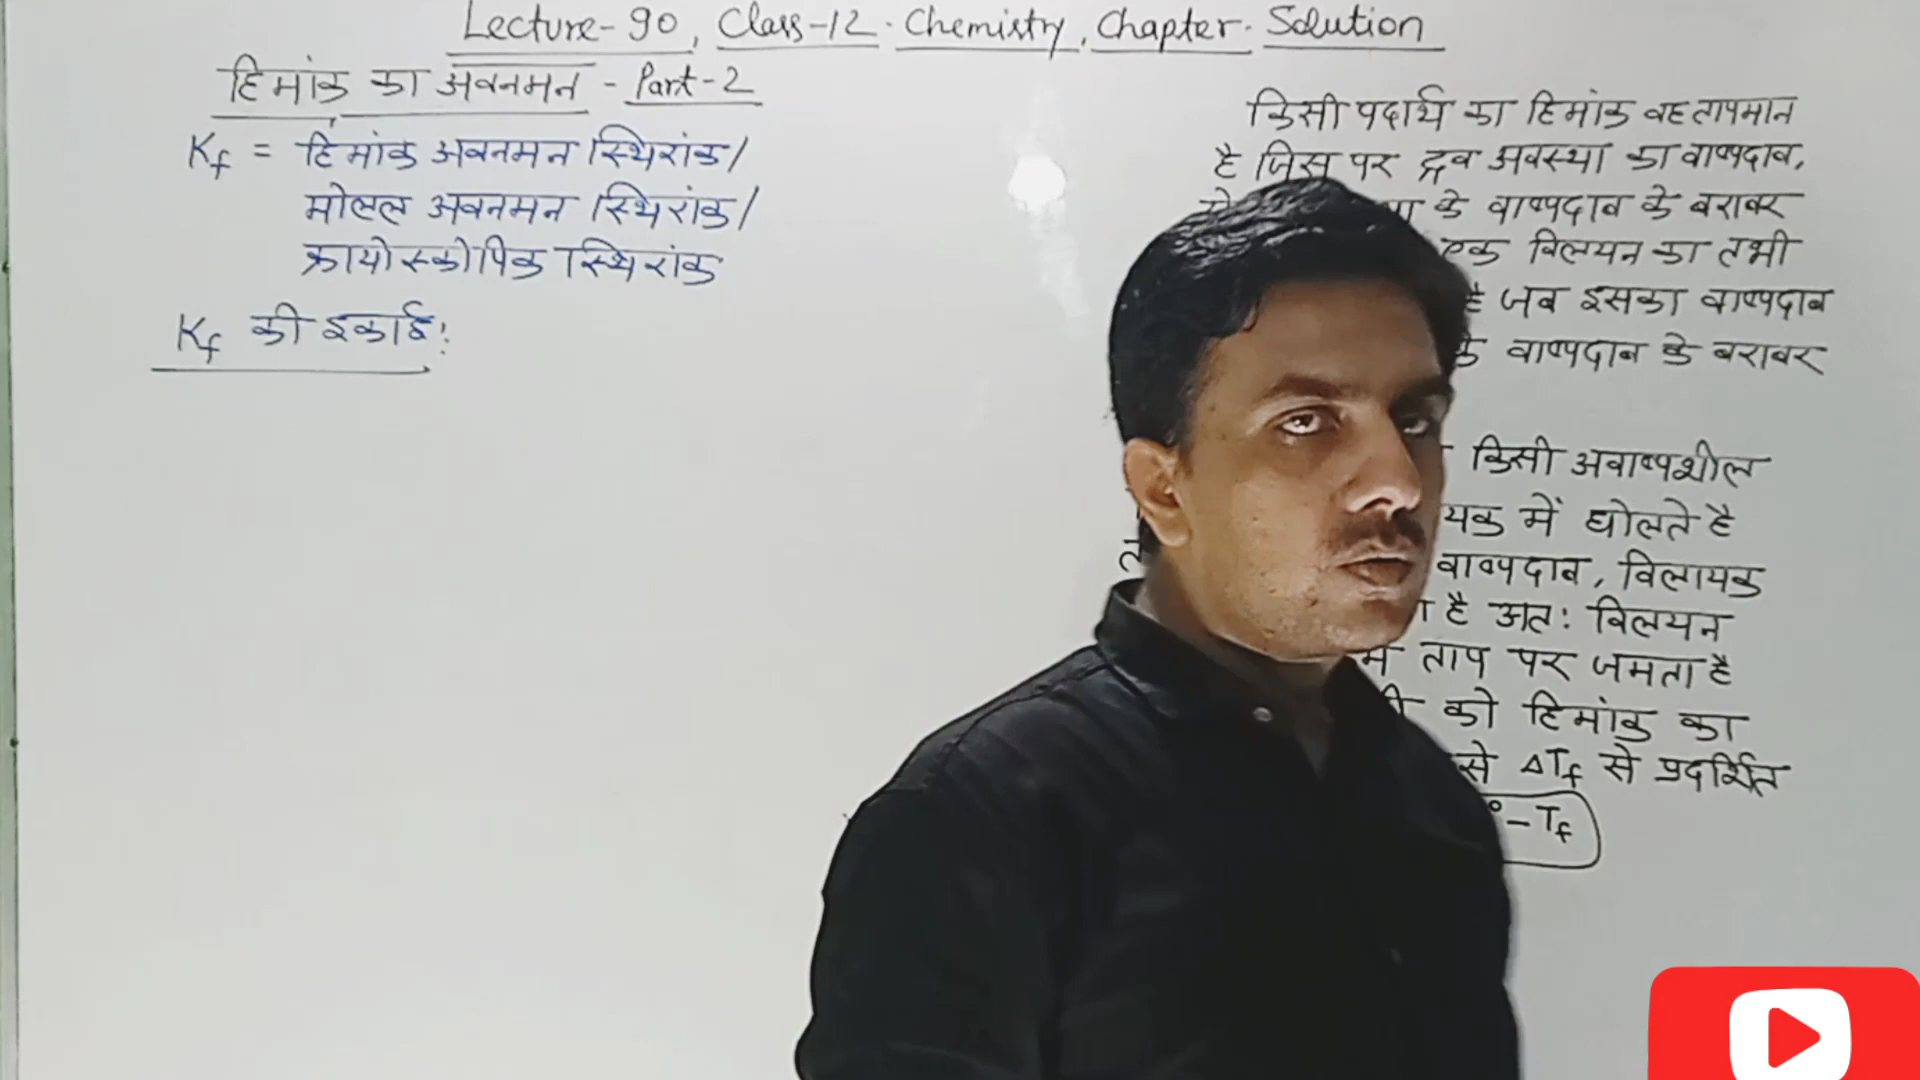 Lecture-90, Class-12. Chemistry, Chapter. Solution
हिमांक का अवनमन - Part-2
Kf = हिमांक अवनमन स्थिरांक/
मोलल अवनमन स्थिरांक/
क्रायोस्कोपिक स्थिरांक
Kf की इकाई:
किसी पदार्थ का हिमांक वह तापमान
है जिस पर द्रव अवस्था का वाष्पदाब,
के वाष्पदाब के बराबर
एक विलयन का तभी
है जब इसका वाष्पदाब
के वाष्पदाब के बराबर
किसी अवाष्पशील
में घोलते है
वाष्पदाब, विलायक
है अतः विलयन
ताप पर जमता है
को हिमांक का
से ΔTf से प्रदर्शित
° - Tf